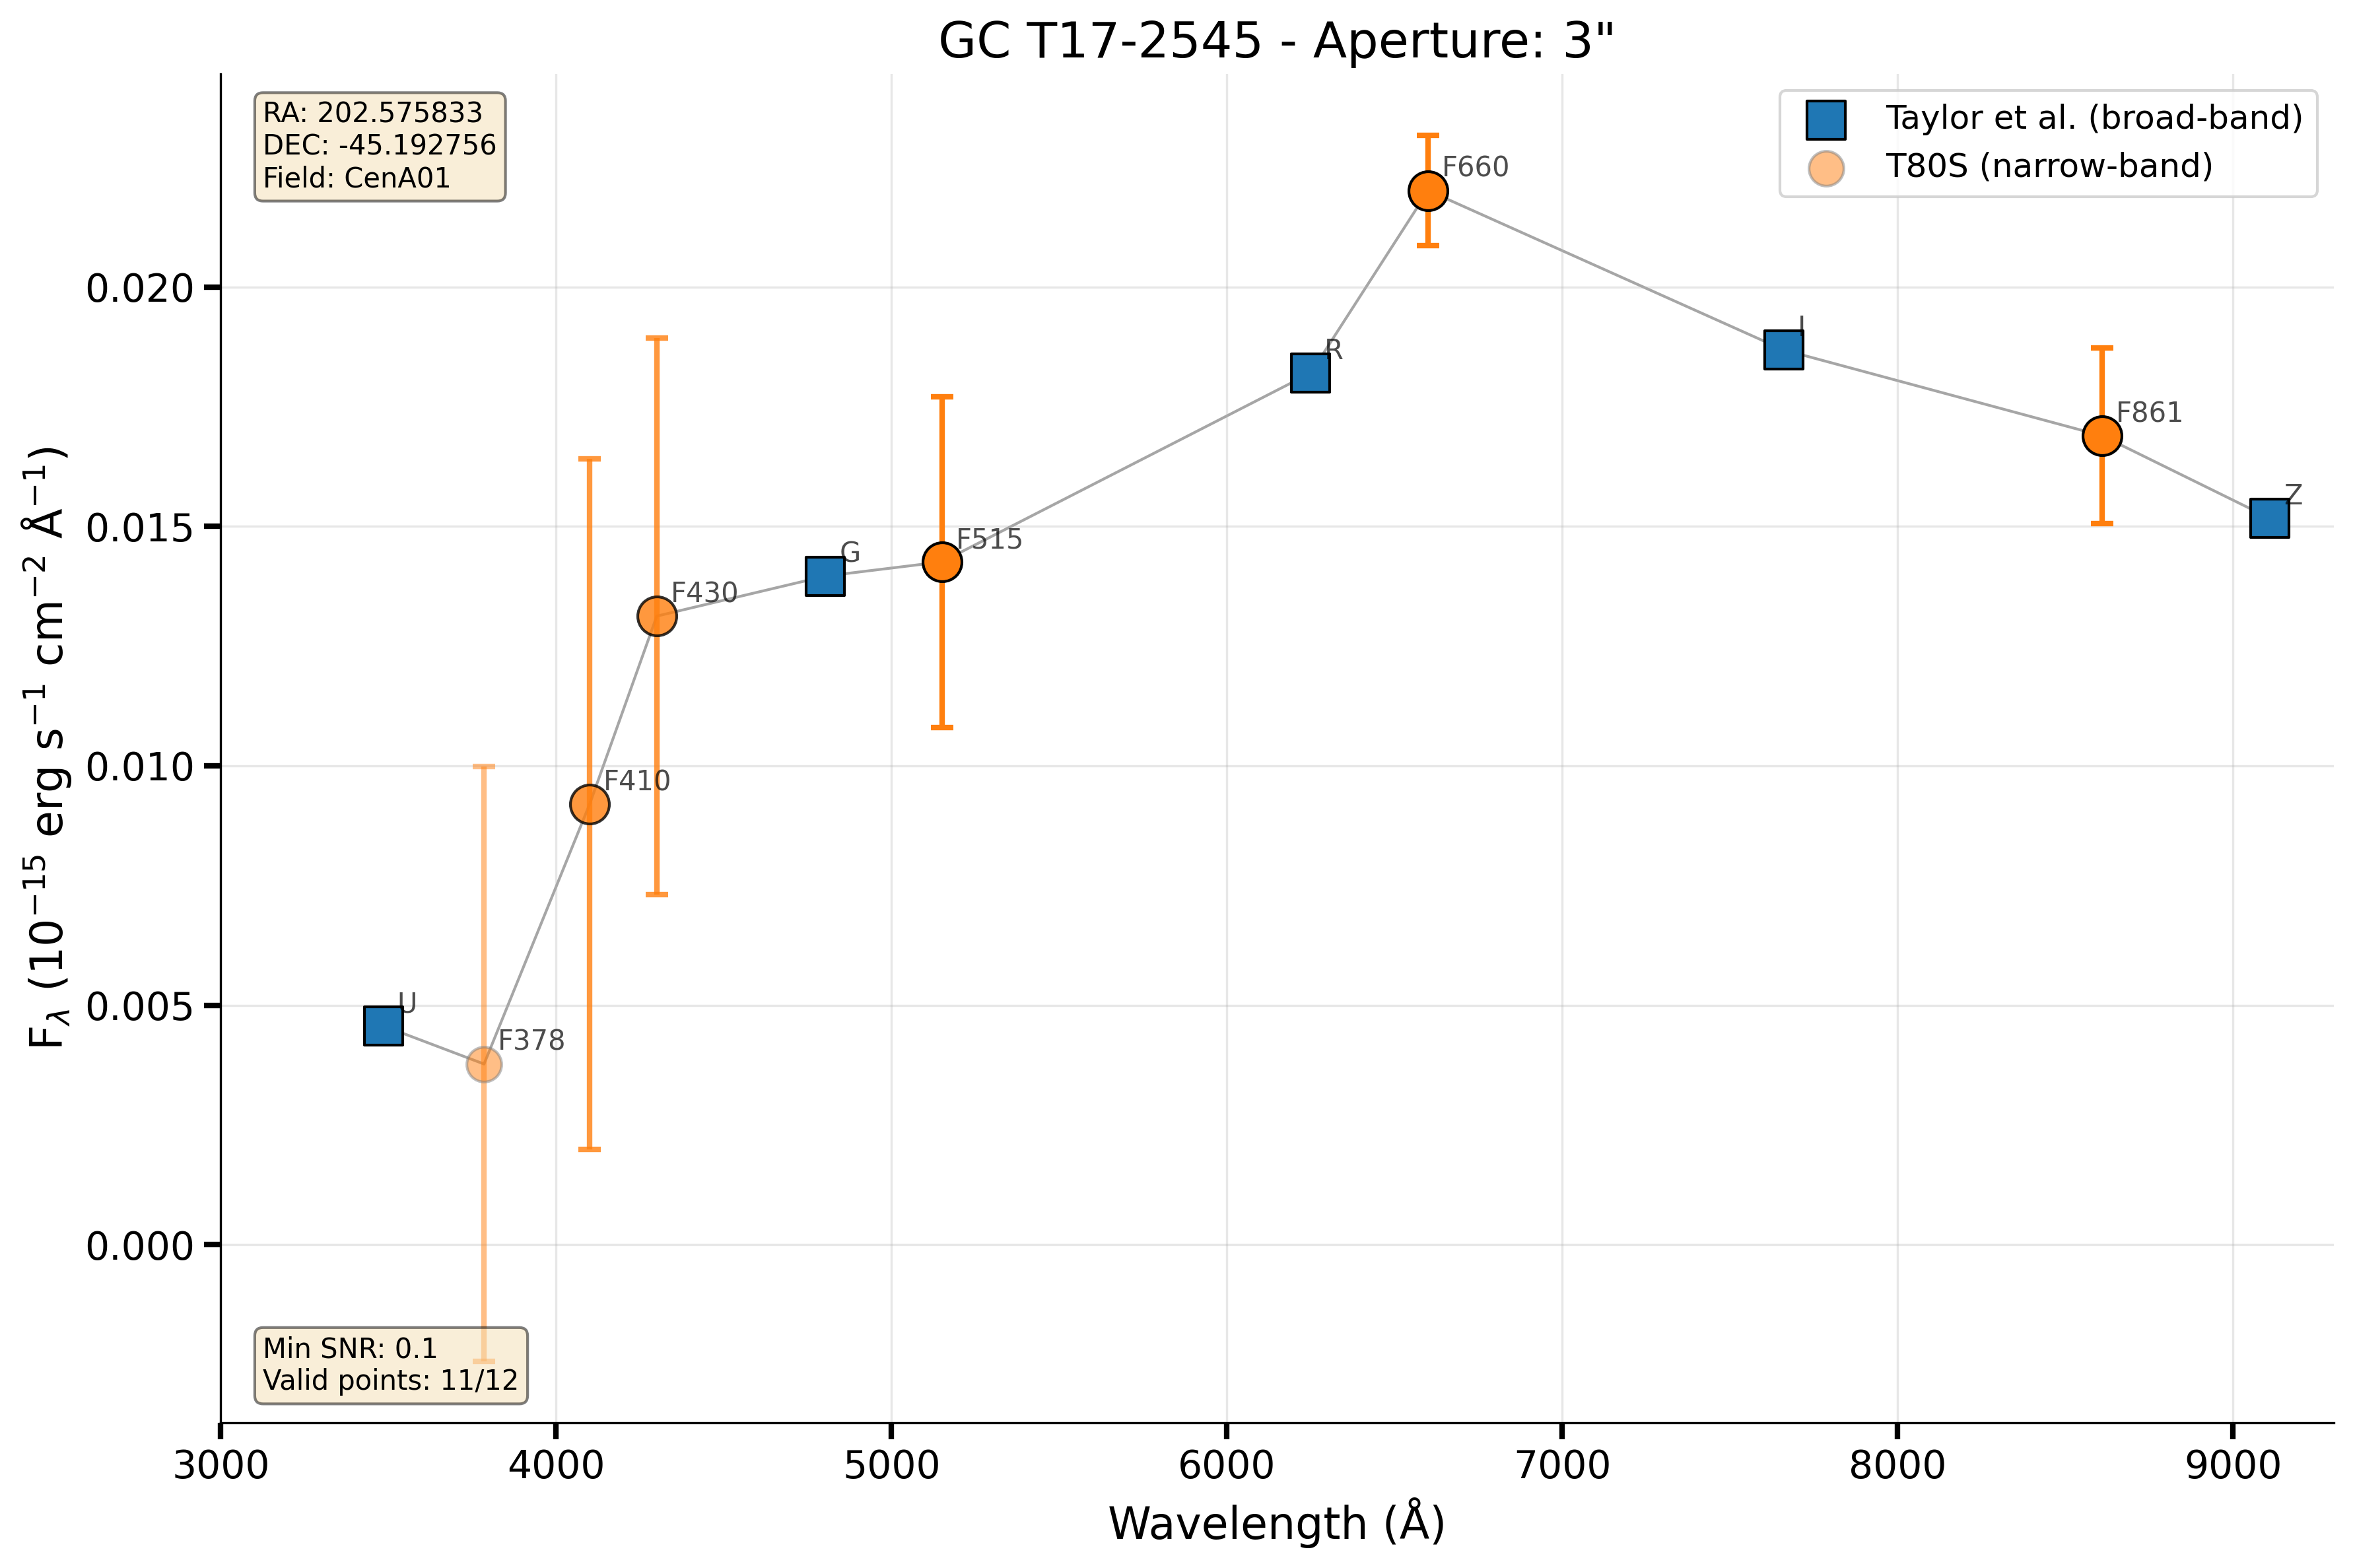 GC T17-2545 - Aperture: 3"
RA: 202.575833
DEC: -45.192756
Field: CenA01
Taylor et al. (broad-band)
T80S (narrow-band)
F660
I
R
F861
Z
F515
G
F430
F410
U
F378
0.020
0.015
0.010
0.005
0.000
F_λ (10⁻¹⁵ erg s⁻¹ cm⁻² Å⁻¹)
Min SNR: 0.1
Valid points: 11/12
3000 4000 5000 6000 7000 8000 9000
Wavelength (Å)